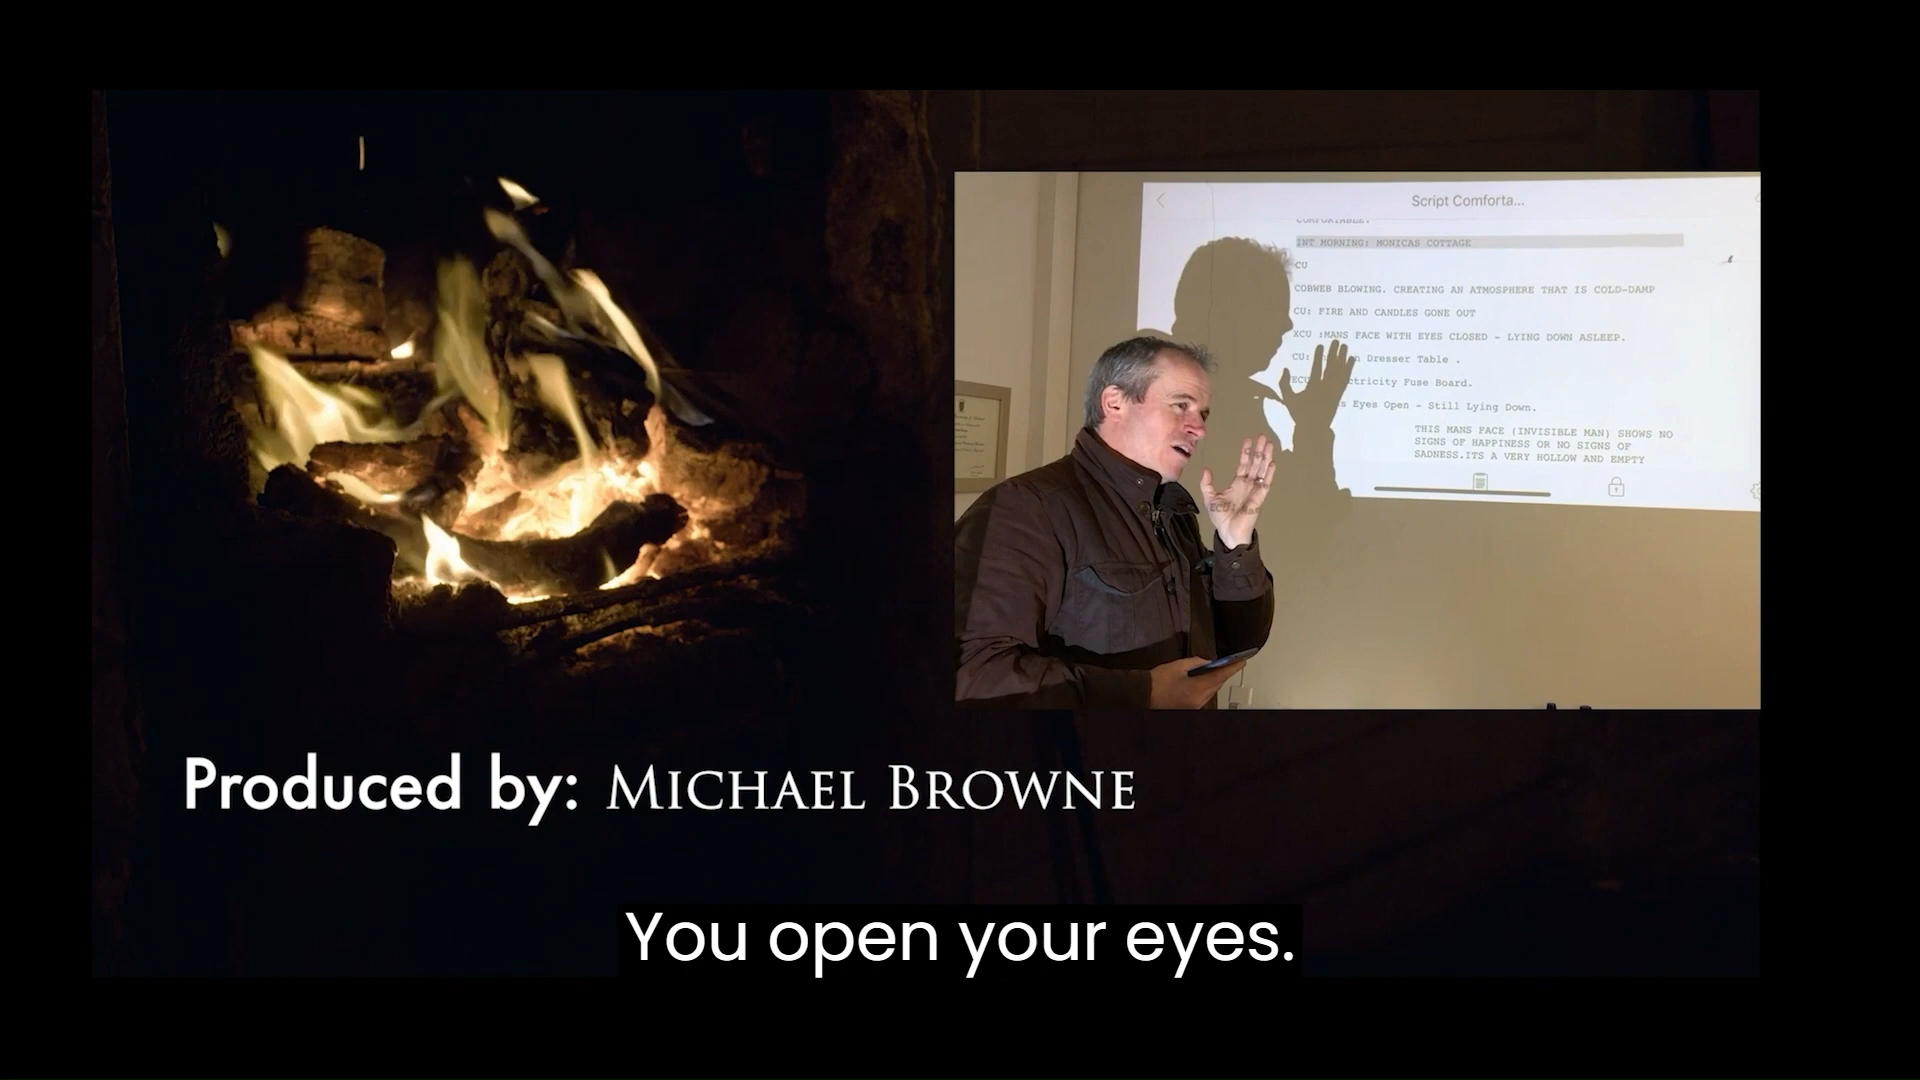 Script Comforta...
COMFORTABLE.
INT MORNING: MONICAS COTTAGE
CU
COBWEB BLOWING. CREATING AN ATMOSPHERE THAT IS COLD-DAMP
CU: FIRE AND CANDLES GONE OUT
XCU :MANS FACE WITH EYES CLOSED - LYING DOWN ASLEEP.
CU: Dresser Table .
Fuse Board.
Eyes Open - Still Lying Down.
THIS MANS FACE (INVISIBLE MAN) SHOWS NO
SIGNS OF HAPPINESS OR NO SIGNS OF
SADNESS.ITS A VERY HOLLOW AND EMPTY
Produced by: MICHAEL BROWNE
You open your eyes.